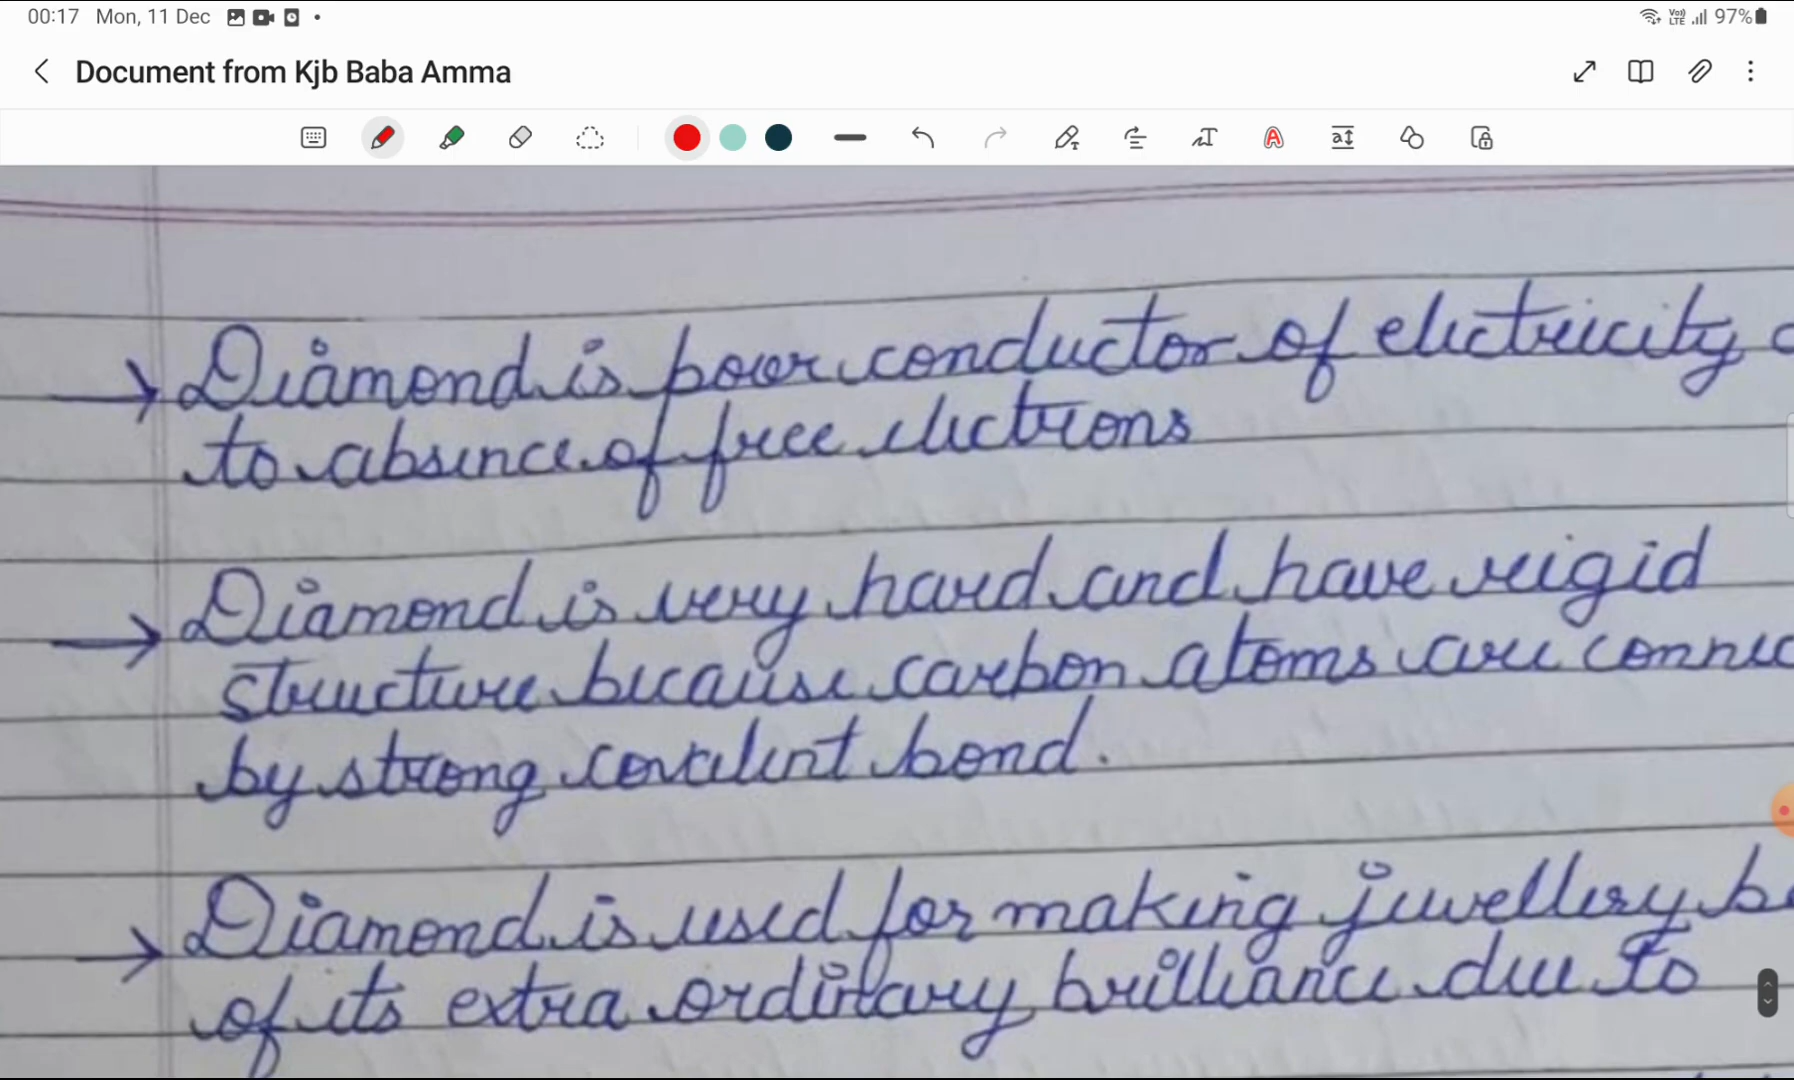 00:17 Mon, 11 Dec 97%
Document from Kjb Baba Amma
→ Diamond is poor conductor of electricity
to absence of free electrons
→ Diamond is very hard and have rigid
structure because carbon atoms are connec
by strong covalent bond.
→ Diamond is used for making jewellery be
of its extra ordinary brilliance due to